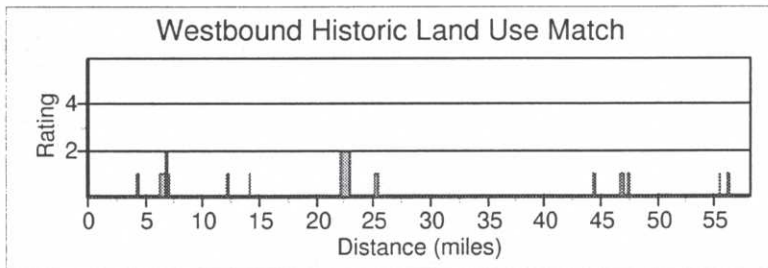 Westbound Historic Land Use Match
Rating
4
2
0 5 10 15 20 25 30 35 40 45 50 55
Distance (miles)